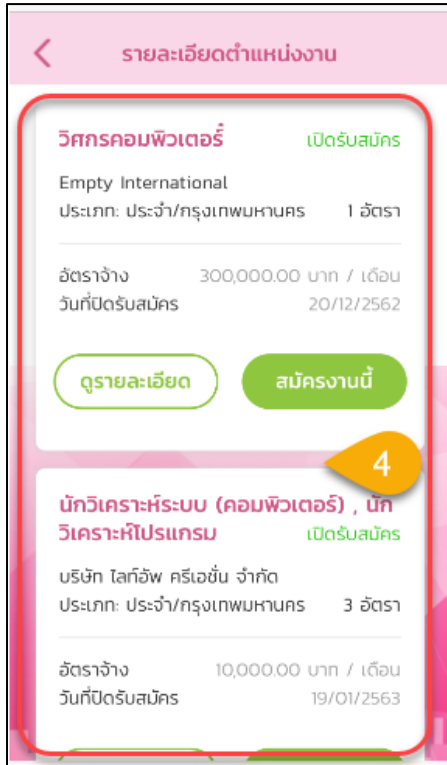 รายละเอียดตำแหน่งงาน
วิศกรคอมพิวเตอร์ เปิดรับสมัคร
Empty International
ประเภท: ประจำ/กรุงเทพมหานคร 1 อัตรา
อัตราจ้าง 300,000.00 บาท / เดือน
วันที่ปิดรับสมัคร 20/12/2562
ดูรายละเอียด สมัครงานนี้
4
นักวิเคราะห์ระบบ (คอมพิวเตอร์) , นัก
วิเคราะห์โปรแกรม เปิดรับสมัคร
บริษัท ไลท์อัพ ครีเอชั่น จำกัด
ประเภท: ประจำ/กรุงเทพมหานคร 3 อัตรา
อัตราจ้าง 10,000.00 บาท / เดือน
วันที่ปิดรับสมัคร 19/01/2563